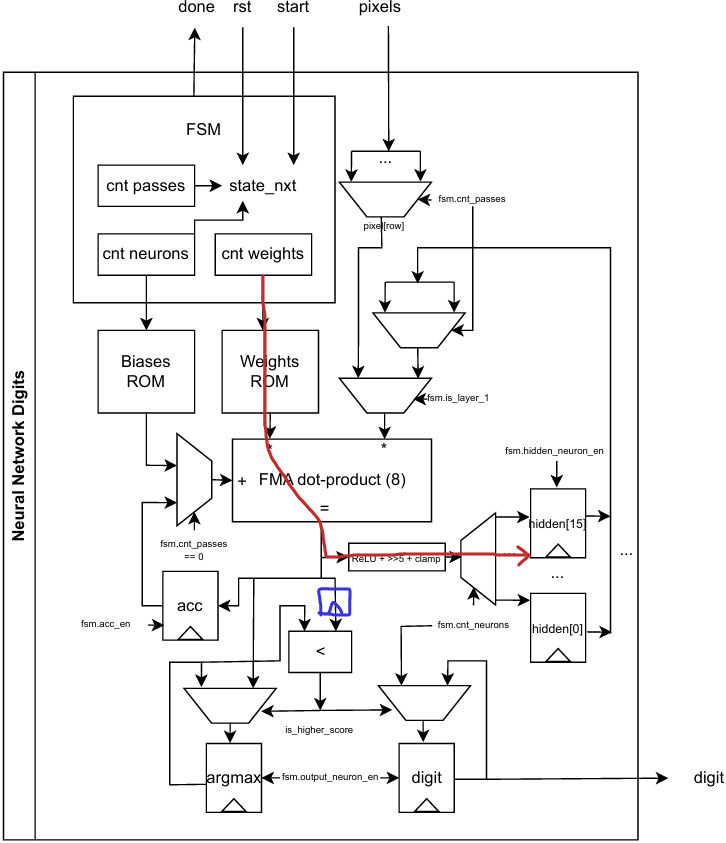 done rst start pixels
FSM
...
cnt passes
state_nxt
fsm.cnt_passes
pixel[row]
cnt neurons
cnt weights
Biases
ROM
Weights
ROM
fsm.is_layer_1
Neural Network Digits
*
*
+
FMA dot-product (8)
=
fsm.hidden_neuron_en
hidden[15]
fsm.cnt_passes
== 0
ReLU + >>5 + clamp
...
...
acc
fsm.acc_en
fsm.cnt_neurons
hidden[0]
<
is_higher_score
argmax
fsm.output_neuron_en
digit
digit